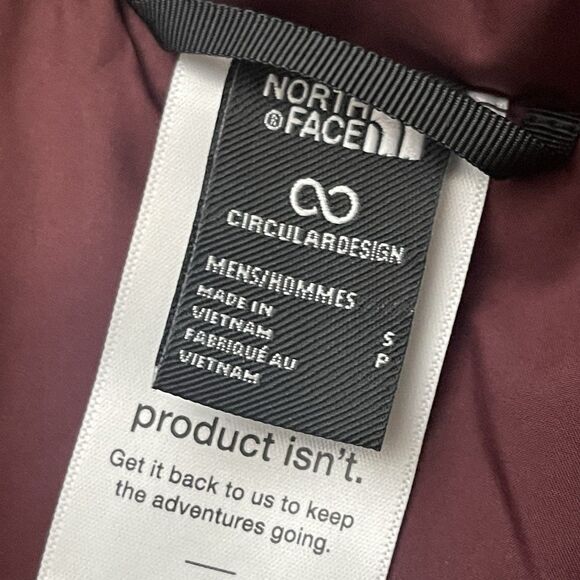 NORTH
® FACE
CIRCULARDESIGN
MENS/HOMMES
MADE IN
VIETNAM
FABRIQUÉ AU
VIETNAM
S
P
product isn't.
Get it back to us to keep
the adventures going.